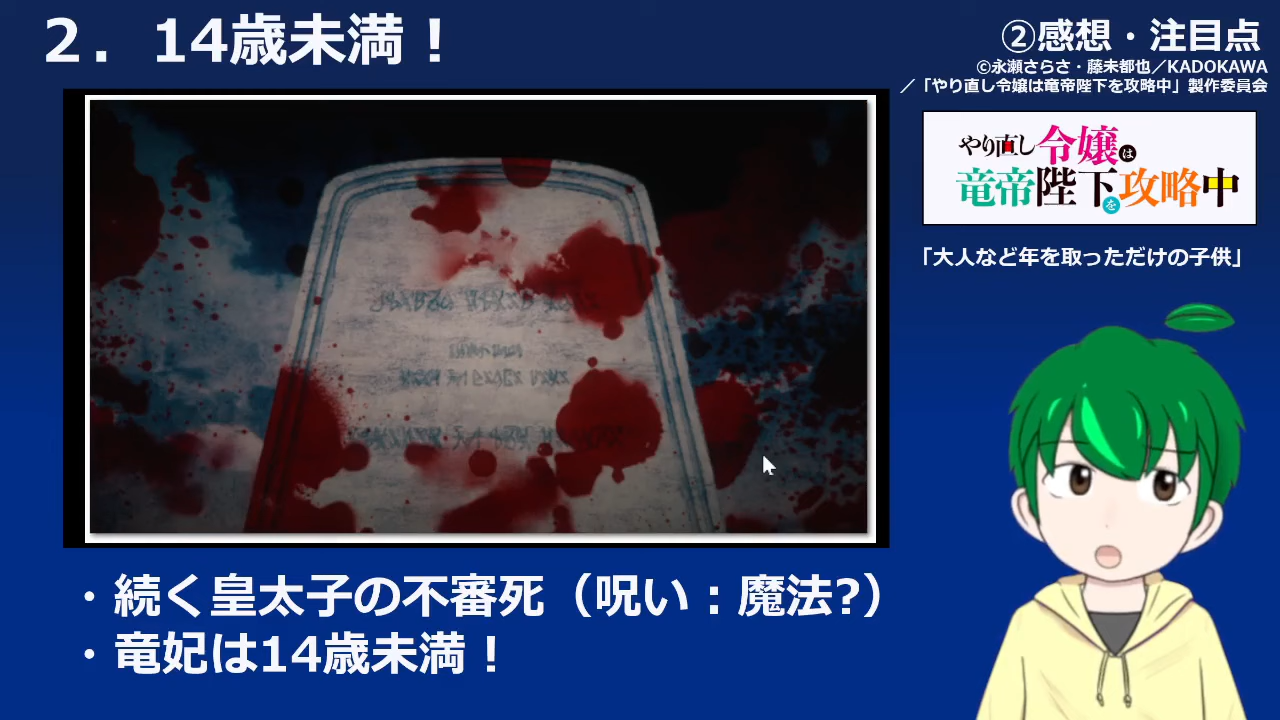 ２．14歳未満！
②感想・注目点
©永瀬さらさ・藤未都也／KADOKAWA
／「やり直し令嬢は竜帝陛下を攻略中」製作委員会
やり直し令嬢は
竜帝陛下を攻略中
「大人など年を取っただけの子供」
・続く皇太子の不審死（呪い：魔法?）
・竜妃は14歳未満！